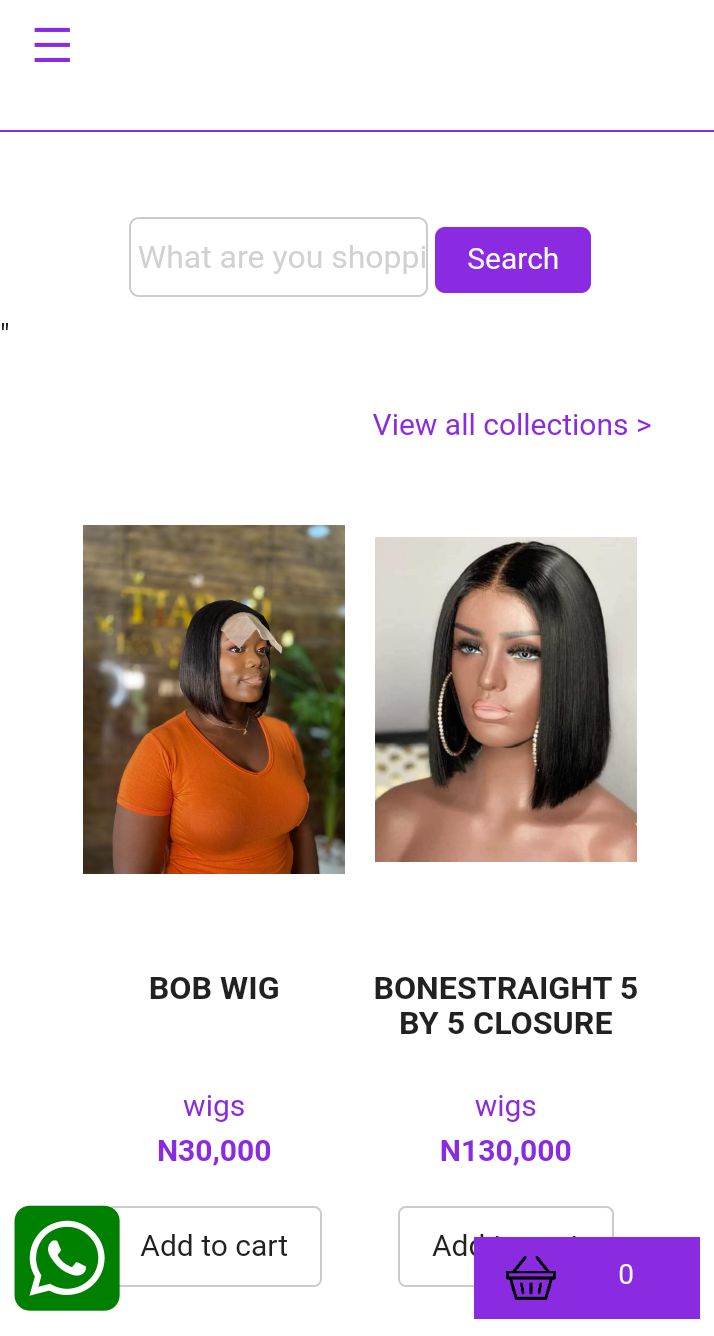 What are you shoppi
Search
"
View all collections >
BOB WIG
BONESTRAIGHT 5
BY 5 CLOSURE
wigs
wigs
N30,000
N130,000
Add to cart
Add
0